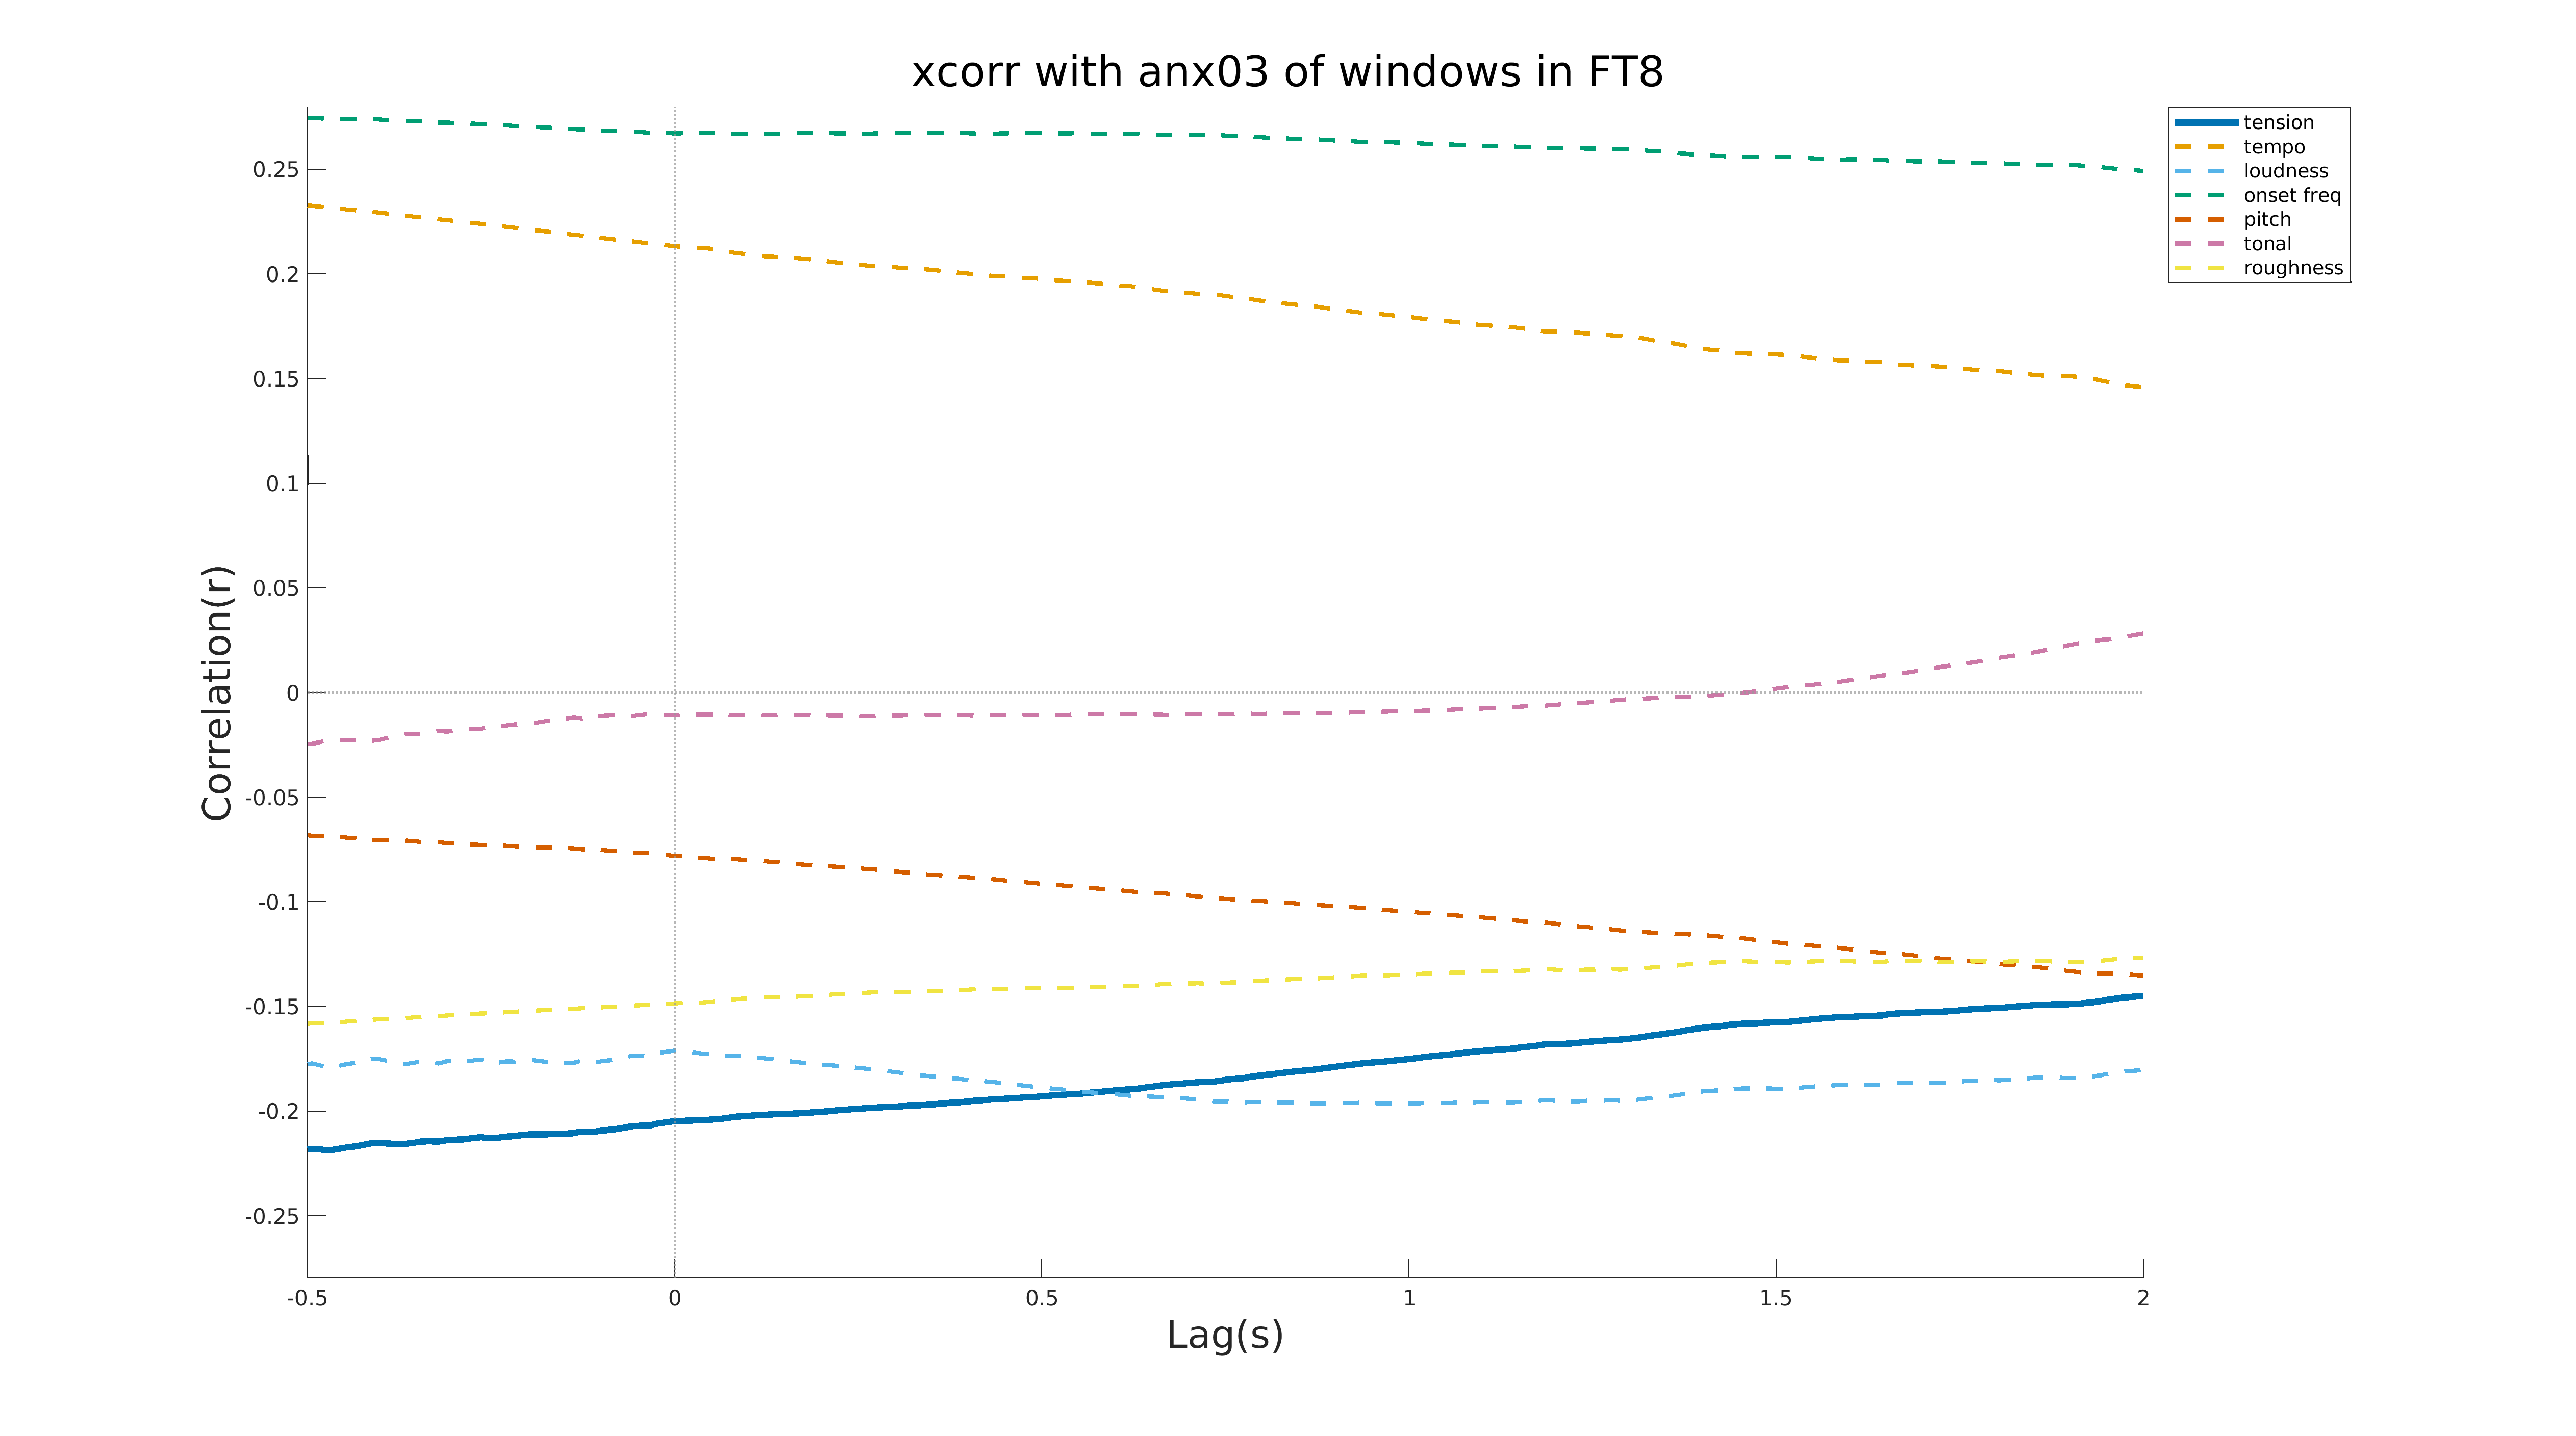 xcorr with anx03 of windows in FT8
tension
tempo
loudness
onset freq
pitch
tonal
roughness
0.25
0.2
0.15
0.1
0.05
0
-0.05
-0.1
-0.15
-0.2
-0.25
Correlation(r)
-0.5 0 0.5 1 1.5 2
Lag(s)